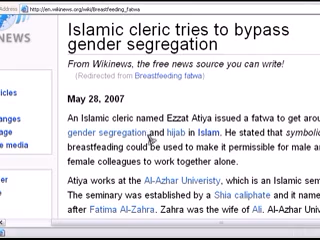 Address http://en.wikinews.org/wiki/Breastfeeding_fatwa
NEWS
Islamic cleric tries to bypass
gender segregation
From Wikinews, the free news source you can write!
(Redirected from Breastfeeding fatwa)
icles
anges
age
e media
er
May 28, 2007
An Islamic cleric named Ezzat Atiya issued a fatwa to get arou
gender segregation and hijab in Islam. He stated that symbolic
breastfeeding could be used to make it permissible for male an
female colleagues to work together alone.
Atiya works at the Al-Azhar Univeristy, which is an Islamic sem
The seminary was established by a Shia caliphate and it name
after Fatima Al-Zahra. Zahra was the wife of Ali. Al-Azhar Univ